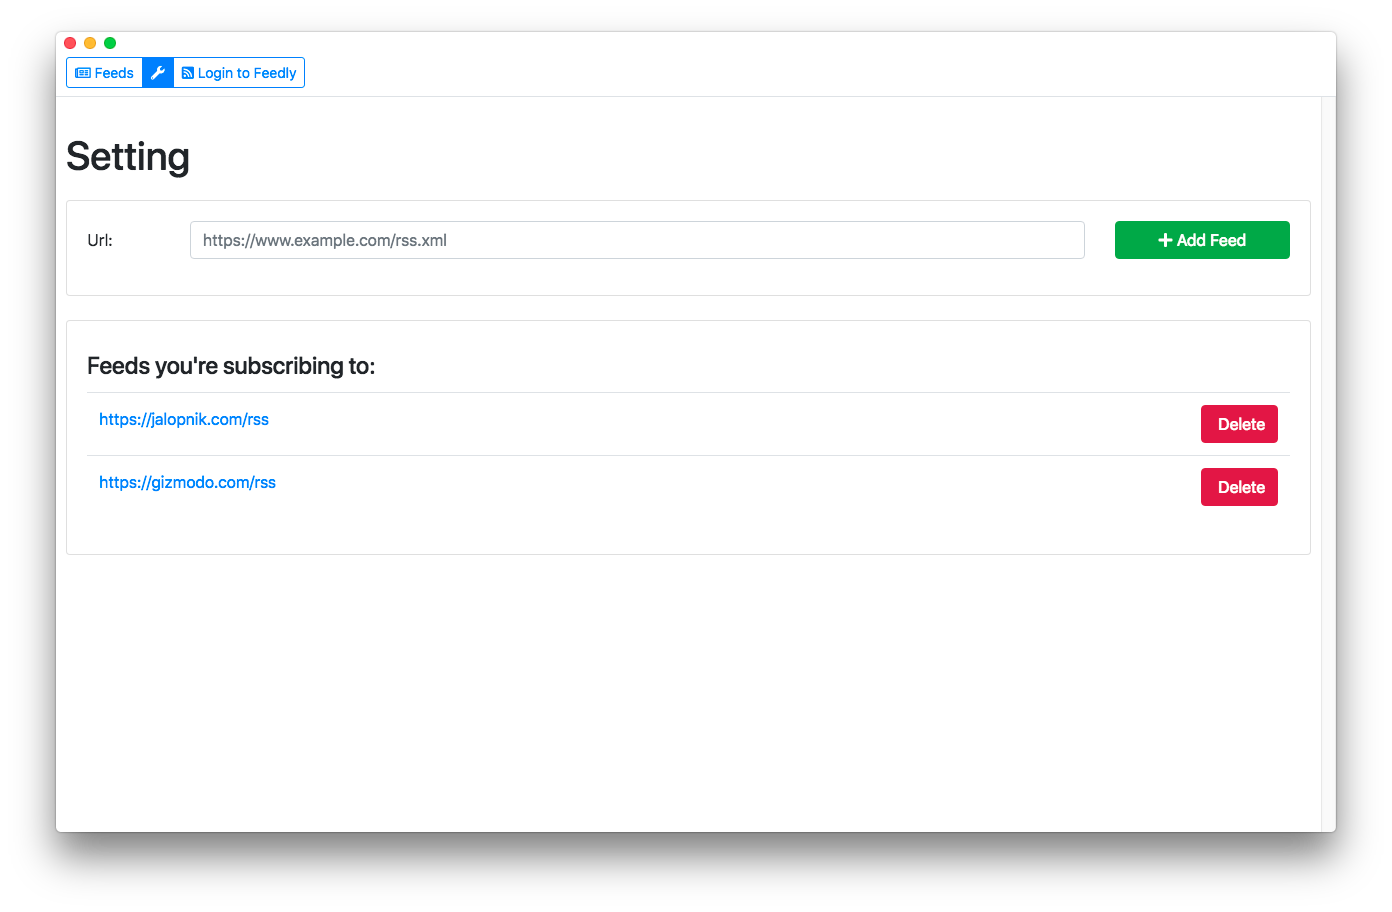 Feeds Login to Feedly
Setting
Url: https://www.example.com/rss.xml Add Feed
Feeds you're subscribing to:
https://jalopnik.com/rss Delete
https://gizmodo.com/rss Delete